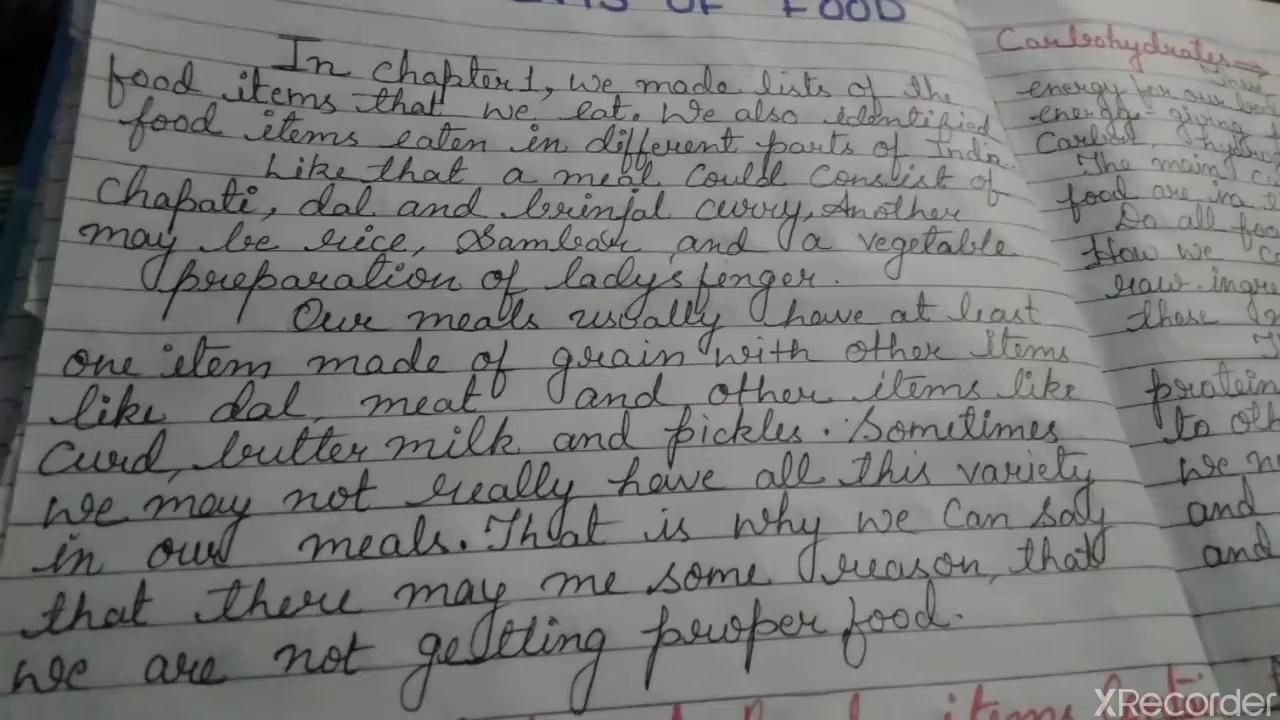 OF FOOD
In chapter 1, we made lists of the
food items that we eat. We also identified
food items eaten in different parts of India.
Like that a meal could consist of
chapati, dal and brinjal curry, Another
may be rice, Sambar and a vegetable
preparation of lady's finger.
Our meals usually have at least
one item made of grain with other items
like dal, meat and other items like
curd, butter milk and pickles. Sometimes
we may not really have all this variety
in our meals. That is why we can say
that there may me some reason, that
we are not getting proper food.
items
Carbohydrates →
energy for our
energy-giving
The main
food are in a
Do all foo
How we
raw ingre
these
protein
to oth
we n
and
and
XRecorder